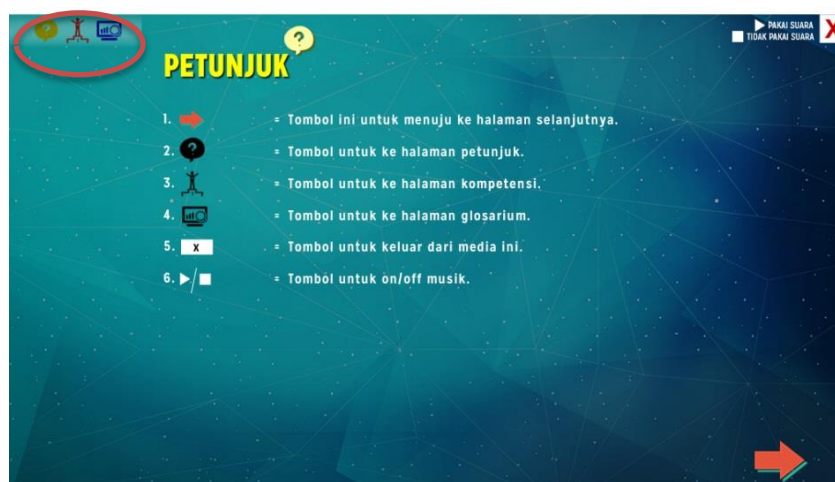 PAKAI SUARA
TIDAK PAKAI SUARA
X
PETUNJUK
?
1. = Tombol ini untuk menuju ke halaman selanjutnya.
2. ? = Tombol untuk ke halaman petunjuk.
3. = Tombol untuk ke halaman kompetensi.
4. = Tombol untuk ke halaman glosarium.
5. X = Tombol untuk keluar dari media ini.
6. / = Tombol untuk on/off musik.